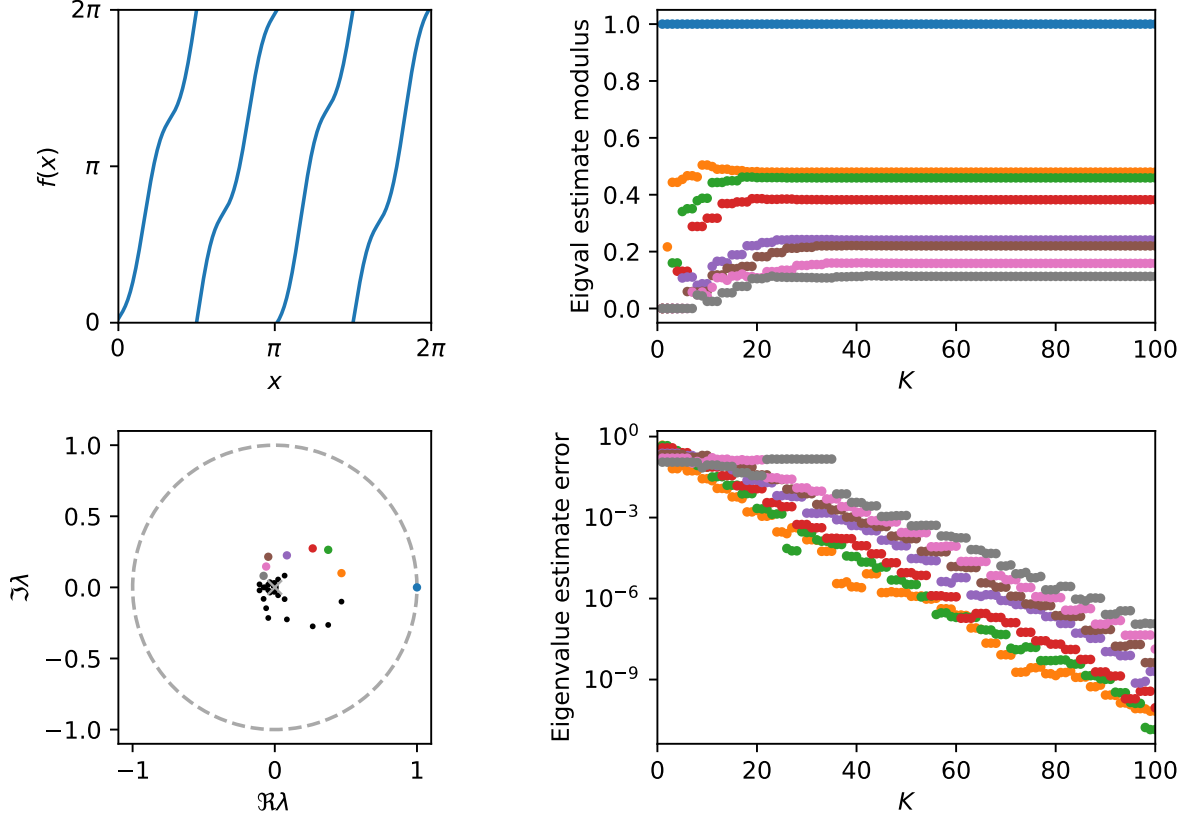 2π
π
0
f(x)
0
π
2π
x
1.0
0.8
0.6
0.4
0.2
0.0
Eigval estimate modulus
0
20
40
60
80
100
K
1.0
0.5
0.0
−0.5
−1.0
ℑλ
−1
0
1
ℜλ
10⁰
10⁻³
10⁻⁶
10⁻⁹
Eigenvalue estimate error
0
20
40
60
80
100
K